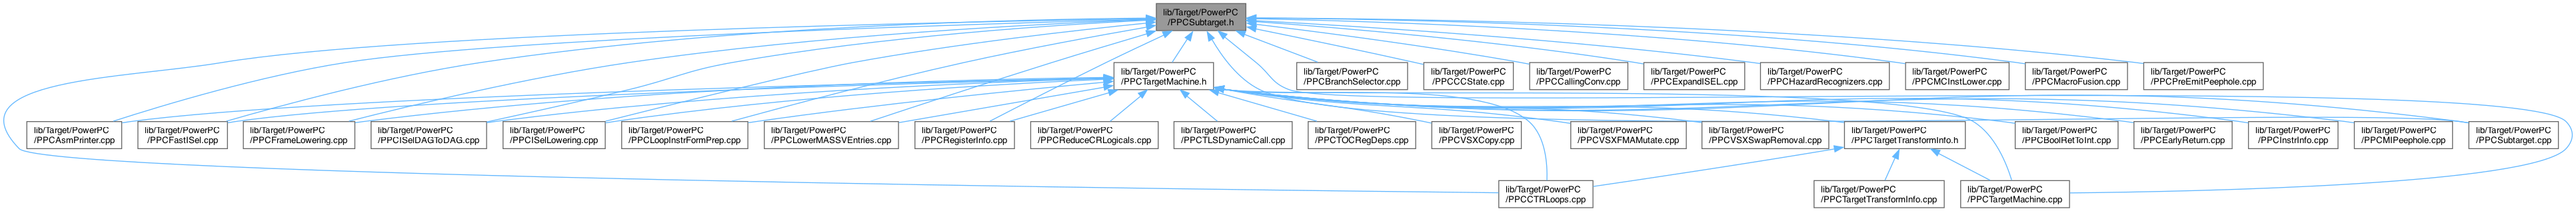 lib/Target/PowerPC
/PPCSubtarget.h
lib/Target/PowerPC
/PPCTargetMachine.h
lib/Target/PowerPC
/PPCBranchSelector.cpp
lib/Target/PowerPC
/PPCCCState.cpp
lib/Target/PowerPC
/PPCCallingConv.cpp
lib/Target/PowerPC
/PPCExpandISEL.cpp
lib/Target/PowerPC
/PPCHazardRecognizers.cpp
lib/Target/PowerPC
/PPCMCInstLower.cpp
lib/Target/PowerPC
/PPCMacroFusion.cpp
lib/Target/PowerPC
/PPCPreEmitPeephole.cpp
lib/Target/PowerPC
/PPCAsmPrinter.cpp
lib/Target/PowerPC
/PPCFastISel.cpp
lib/Target/PowerPC
/PPCFrameLowering.cpp
lib/Target/PowerPC
/PPCISelDAGToDAG.cpp
lib/Target/PowerPC
/PPCISelLowering.cpp
lib/Target/PowerPC
/PPCLoopInstrFormPrep.cpp
lib/Target/PowerPC
/PPCLowerMASSVEntries.cpp
lib/Target/PowerPC
/PPCRegisterInfo.cpp
lib/Target/PowerPC
/PPCReduceCRLogicals.cpp
lib/Target/PowerPC
/PPCTLSDynamicCall.cpp
lib/Target/PowerPC
/PPCTOCRegDeps.cpp
lib/Target/PowerPC
/PPCVSXCopy.cpp
lib/Target/PowerPC
/PPCVSXFMAMutate.cpp
lib/Target/PowerPC
/PPCVSXSwapRemoval.cpp
lib/Target/PowerPC
/PPCTargetTransformInfo.h
lib/Target/PowerPC
/PPCBoolRetToInt.cpp
lib/Target/PowerPC
/PPCEarlyReturn.cpp
lib/Target/PowerPC
/PPCInstrInfo.cpp
lib/Target/PowerPC
/PPCMIPeephole.cpp
lib/Target/PowerPC
/PPCSubtarget.cpp
lib/Target/PowerPC
/PPCCTRLoops.cpp
lib/Target/PowerPC
/PPCTargetTransformInfo.cpp
lib/Target/PowerPC
/PPCTargetMachine.cpp